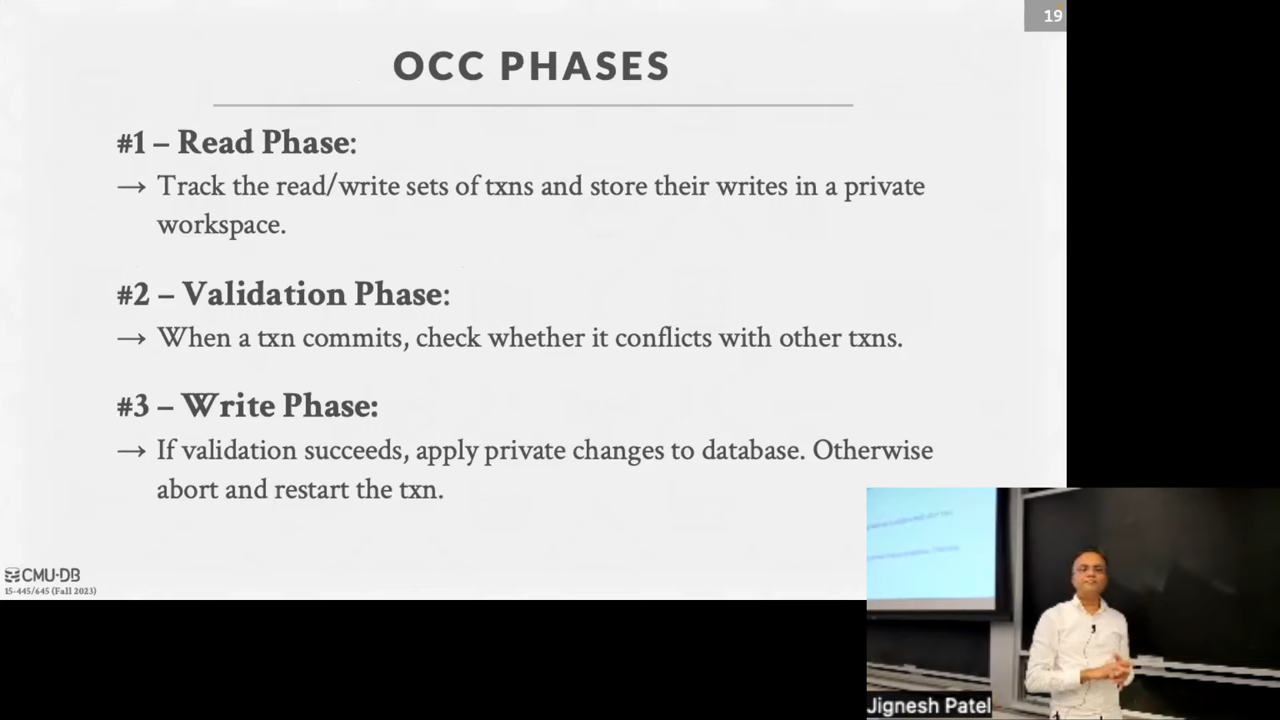 19
OCC PHASES
#1 – Read Phase:
→ Track the read/write sets of txns and store their writes in a private
workspace.
#2 – Validation Phase:
→ When a txn commits, check whether it conflicts with other txns.
#3 – Write Phase:
→ If validation succeeds, apply private changes to database. Otherwise
abort and restart the txn.
CMU·DB
15-445/645 (Fall 2023)
Jignesh Patel